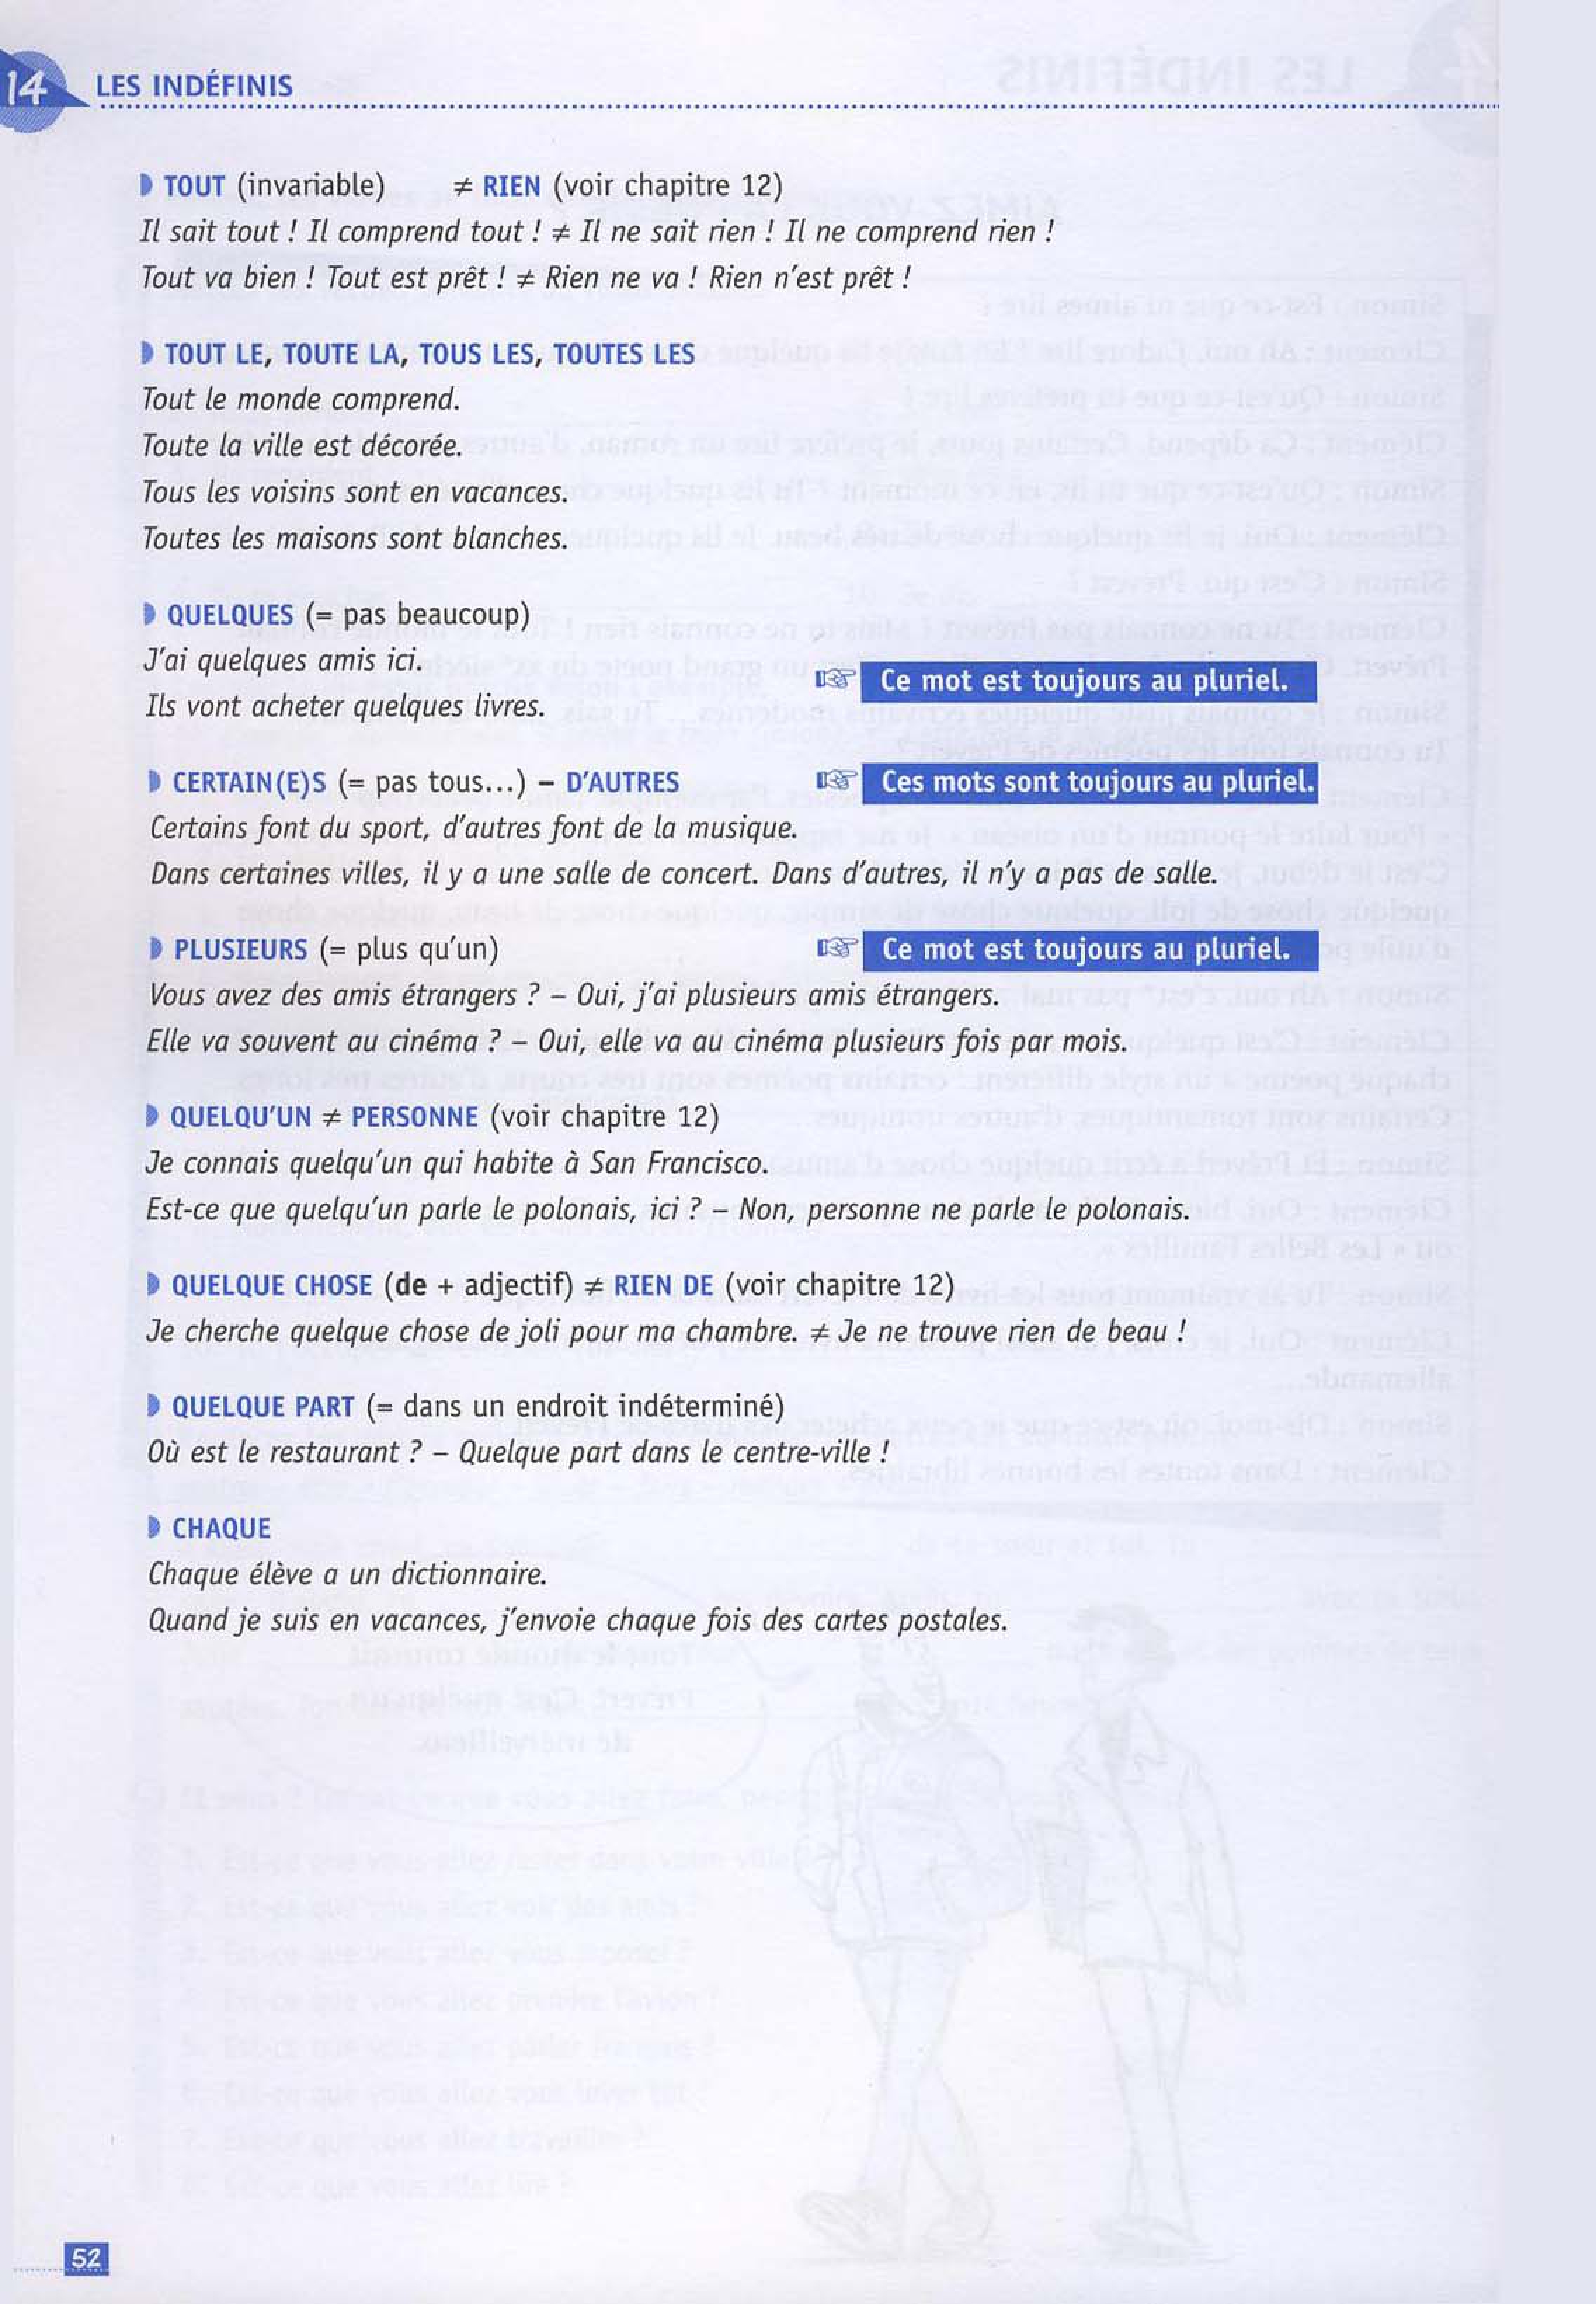 14 LES INDÉFINIS
TOUT (invariable) ≠ RIEN (voir chapitre 12)
Il sait tout ! Il comprend tout ! ≠ Il ne sait rien ! Il ne comprend rien !
Tout va bien ! Tout est prêt ! ≠ Rien ne va ! Rien n'est prêt !
TOUT LE, TOUTE LA, TOUS LES, TOUTES LES
Tout le monde comprend.
Toute la ville est décorée.
Tous les voisins sont en vacances.
Toutes les maisons sont blanches.
QUELQUES (= pas beaucoup)
J'ai quelques amis ici.
☞ Ce mot est toujours au pluriel.
Ils vont acheter quelques livres.
CERTAIN(E)S (= pas tous...) – D'AUTRES ☞ Ces mots sont toujours au pluriel.
Certains font du sport, d'autres font de la musique.
Dans certaines villes, il y a une salle de concert. Dans d'autres, il n'y a pas de salle.
PLUSIEURS (= plus qu'un) ☞ Ce mot est toujours au pluriel.
Vous avez des amis étrangers ? – Oui, j'ai plusieurs amis étrangers.
Elle va souvent au cinéma ? – Oui, elle va au cinéma plusieurs fois par mois.
QUELQU'UN ≠ PERSONNE (voir chapitre 12)
Je connais quelqu'un qui habite à San Francisco.
Est-ce que quelqu'un parle le polonais, ici ? – Non, personne ne parle le polonais.
QUELQUE CHOSE (de + adjectif) ≠ RIEN DE (voir chapitre 12)
Je cherche quelque chose de joli pour ma chambre. ≠ Je ne trouve rien de beau !
QUELQUE PART (= dans un endroit indéterminé)
Où est le restaurant ? – Quelque part dans le centre-ville !
CHAQUE
Chaque élève a un dictionnaire.
Quand je suis en vacances, j'envoie chaque fois des cartes postales.
52